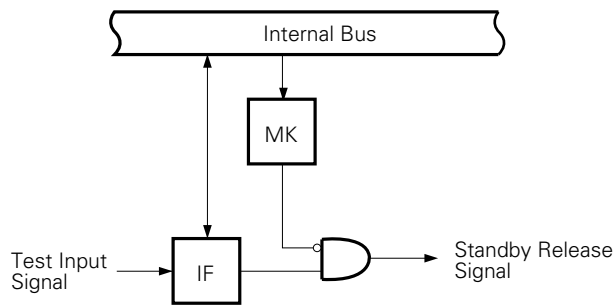 Internal Bus
MK
Test Input
Signal
IF
Standby Release
Signal